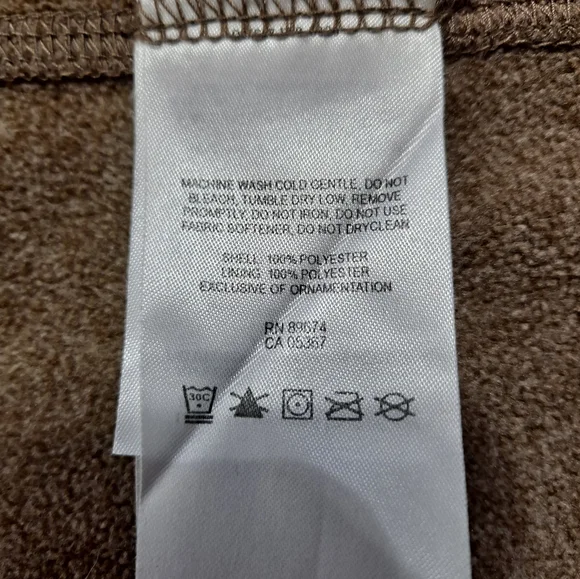 MACHINE WASH COLD GENTLE, DO NOT
BLEACH, TUMBLE DRY LOW, REMOVE
PROMPTLY, DO NOT IRON, DO NOT USE
FABRIC SOFTENER, DO NOT DRYCLEAN
SHELL: 100% POLYESTER
LINING: 100% POLYESTER
EXCLUSIVE OF ORNAMENTATION
RN 89674
CA 05367
30C